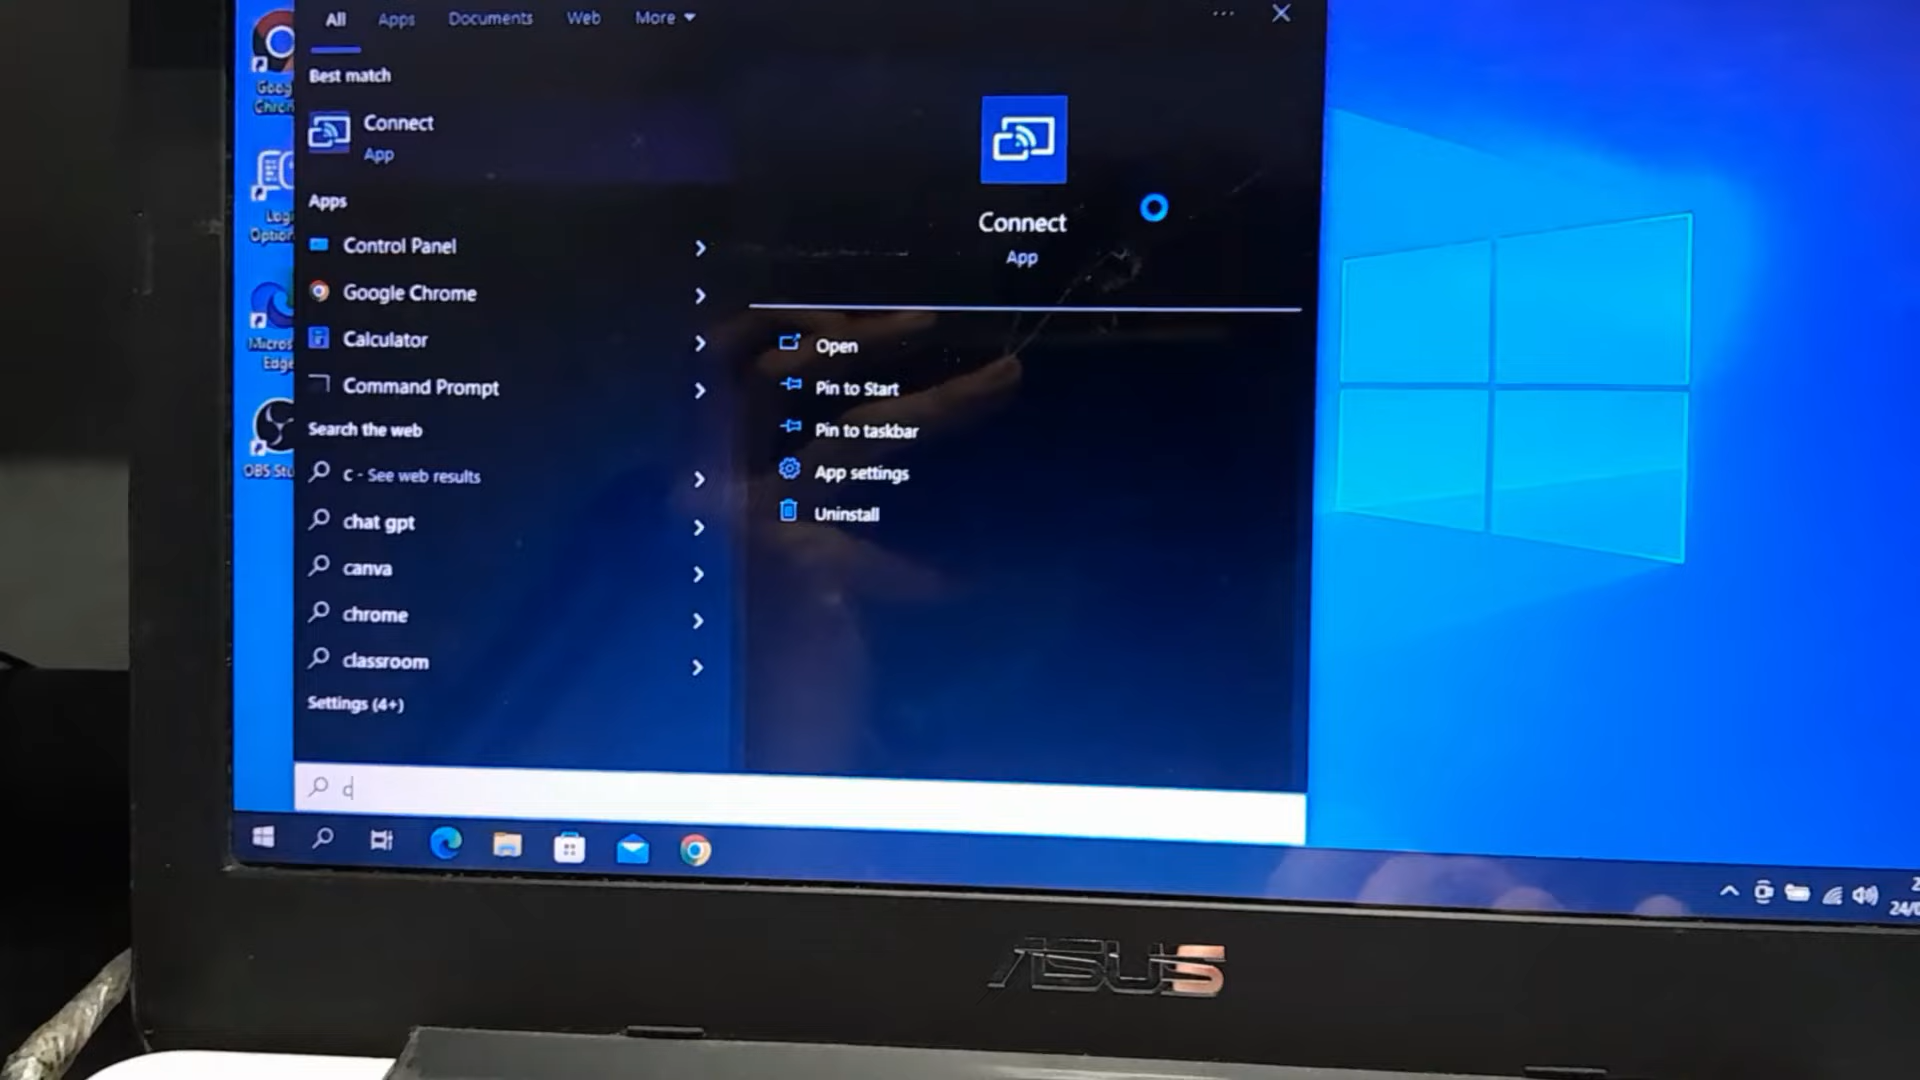 All Apps Documents Web More
Best match
Connect
App
Apps
Control Panel
Google Chrome
Calculator
Command Prompt
Search the web
c - See web results
chat gpt
canva
chrome
classroom
Settings (4+)
c
Connect
App
Open
Pin to Start
Pin to taskbar
App settings
Uninstall
Edge
ASUS